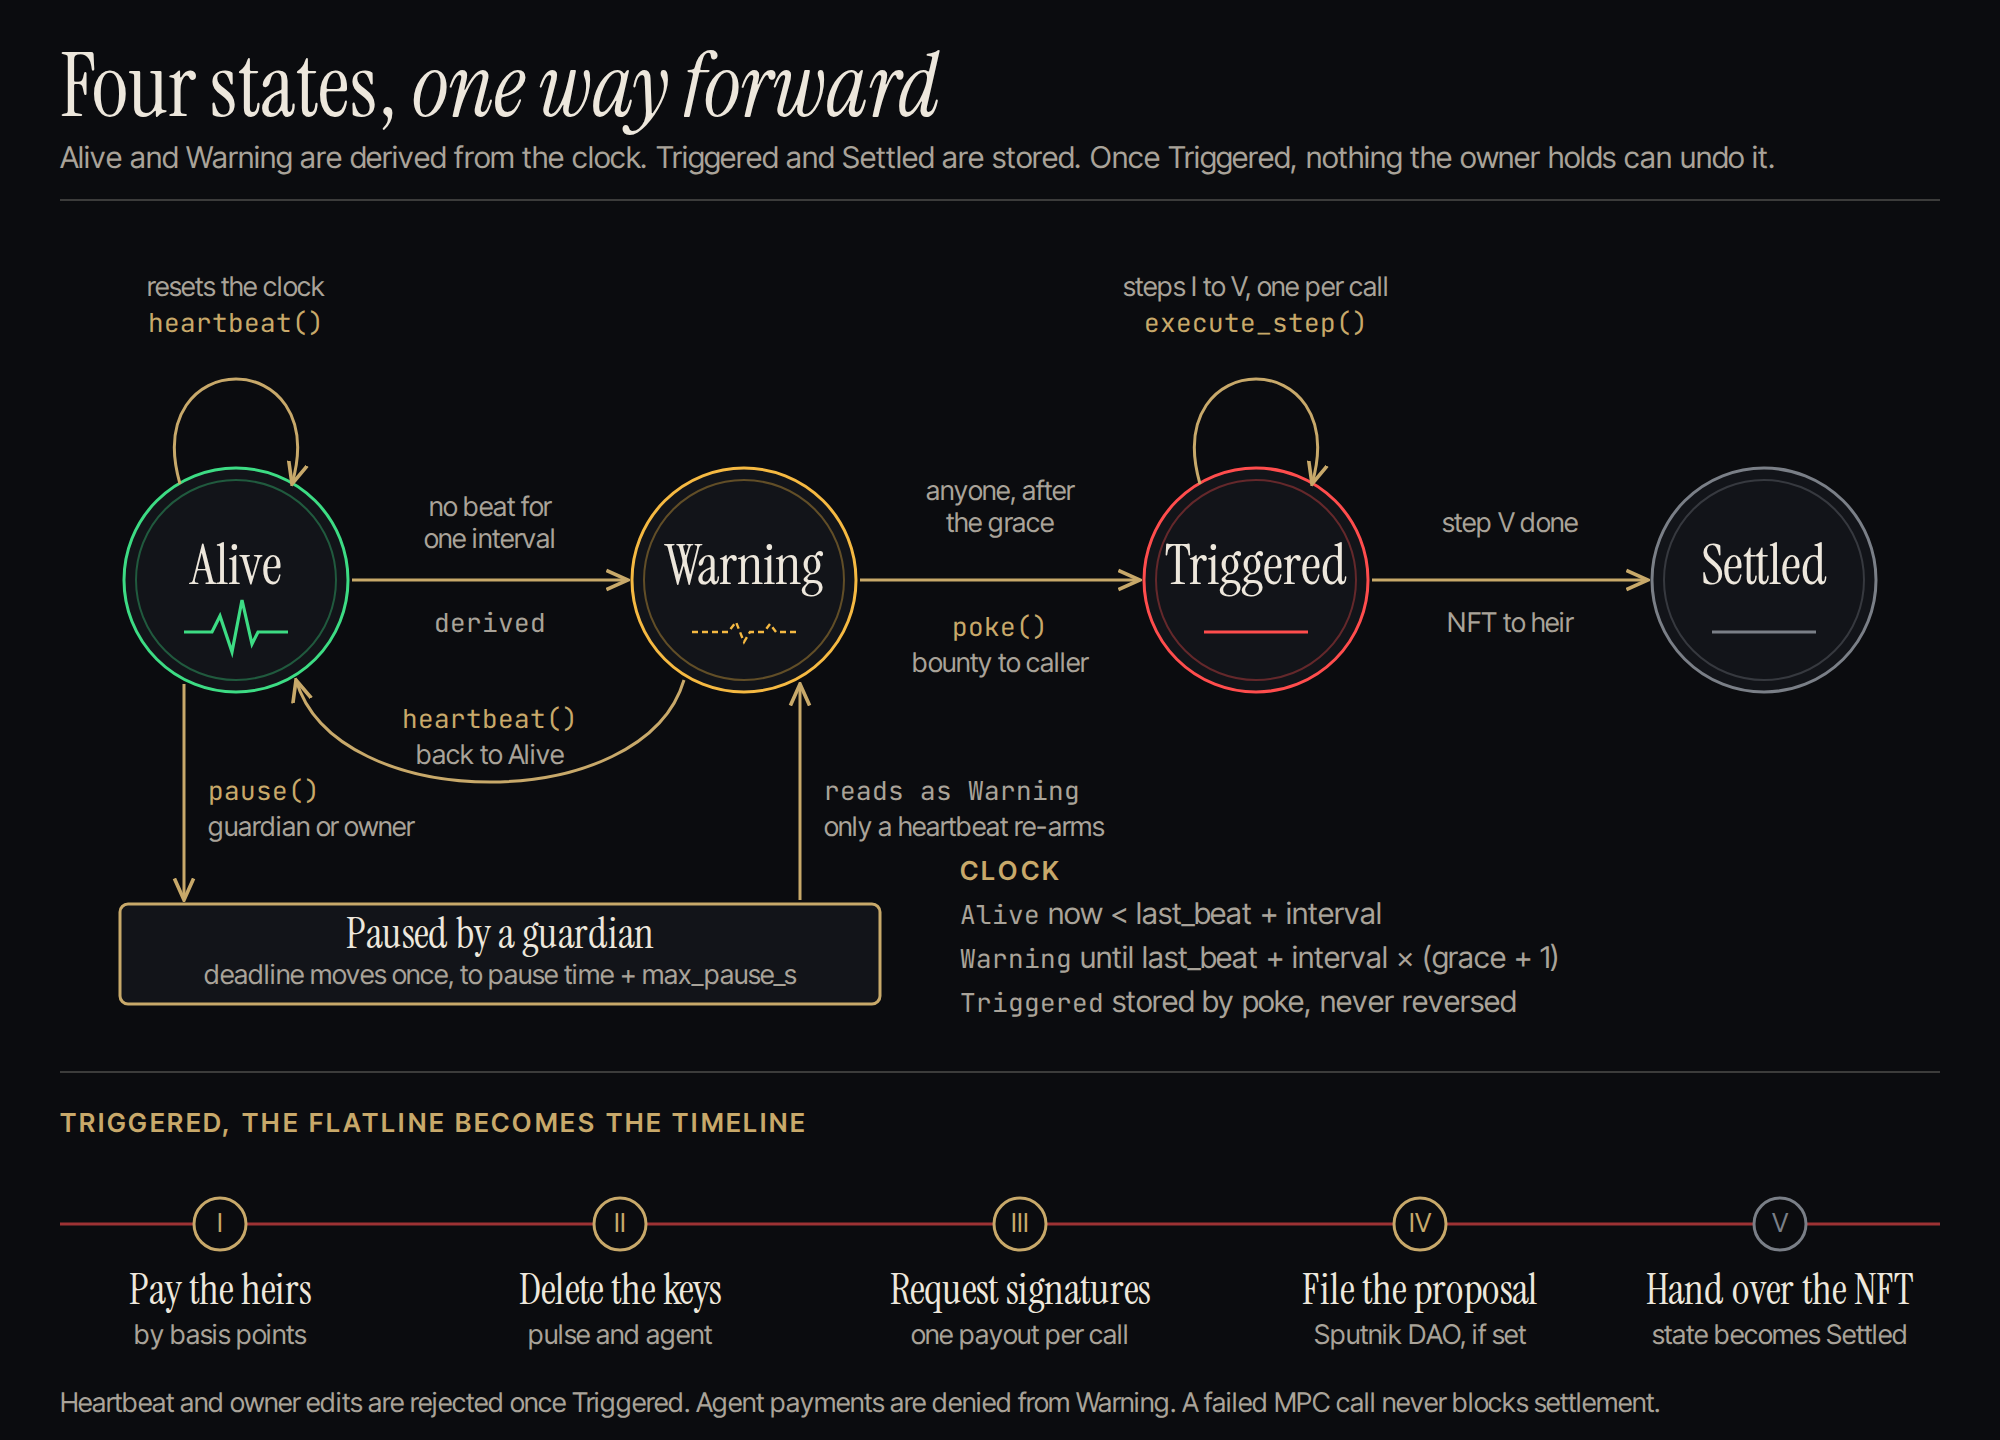 Four states, one way forward
Alive and Warning are derived from the clock. Triggered and Settled are stored. Once Triggered, nothing the owner holds can undo it.
resets the clock
heartbeat()
steps I to V, one per call
execute_step()
Alive
no beat for
one interval
derived
Warning
anyone, after
the grace
poke()
bounty to caller
Triggered
step V done
NFT to heir
Settled
heartbeat()
back to Alive
pause()
guardian or owner
reads as Warning
only a heartbeat re-arms
Paused by a guardian
deadline moves once, to pause time + max_pause_s
CLOCK
Alive now < last_beat + interval
Warning until last_beat + interval × (grace + 1)
Triggered stored by poke, never reversed
TRIGGERED, THE FLATLINE BECOMES THE TIMELINE
I
Pay the heirs
by basis points
II
Delete the keys
pulse and agent
III
Request signatures
one payout per call
IV
File the proposal
Sputnik DAO, if set
V
Hand over the NFT
state becomes Settled
Heartbeat and owner edits are rejected once Triggered. Agent payments are denied from Warning. A failed MPC call never blocks settlement.